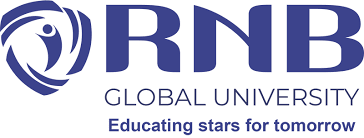 RNB
GLOBAL UNIVERSITY
Educating stars for tomorrow